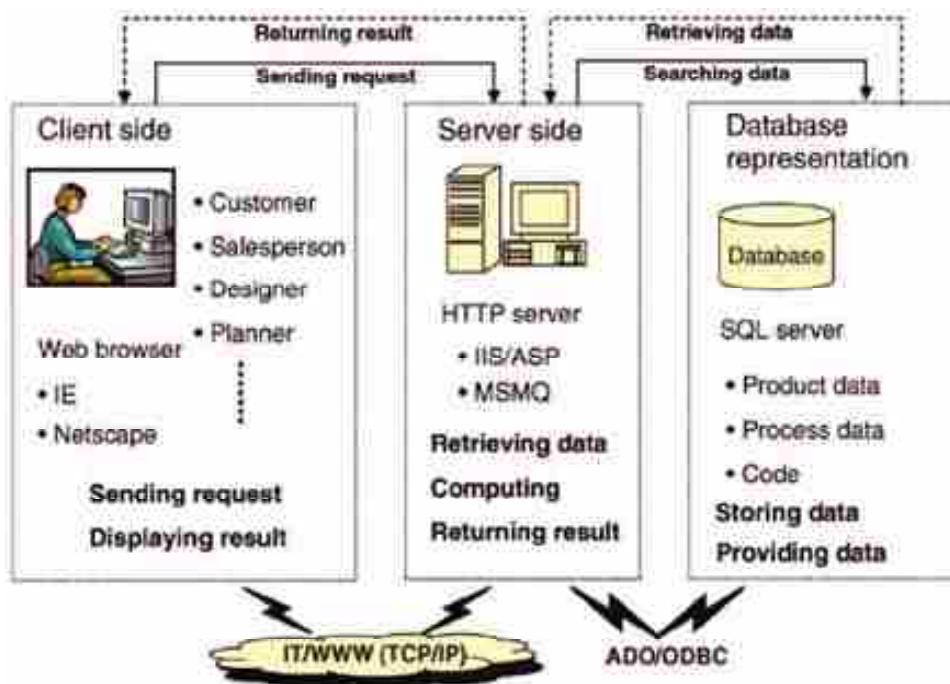 Returning result
Sending request
Retrieving data
Searching data
Client side
• Customer
• Salesperson
• Designer
• Planner
Web browser
• IE
• Netscape
Sending request
Displaying result
Server side
HTTP server
• IIS/ASP
• MSMQ
Retrieving data
Computing
Returning result
Database
representation
Database
SQL server
• Product data
• Process data
• Code
Storing data
Providing data
IT/WWW (TCP/IP)
ADO/ODBC